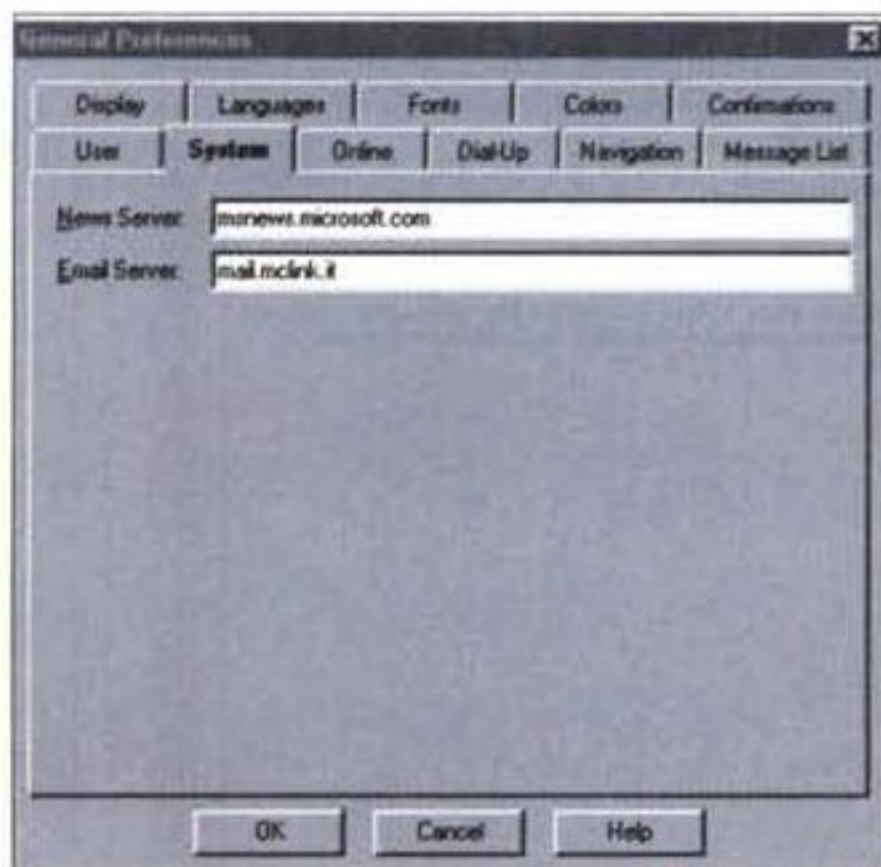 General Preferences
Display Languages Fonts Colors Confirmations
User System Online Dial-Up Navigation Message List
News Server: msnews.microsoft.com
Email Server: mail.mclink.it
OK Cancel Help